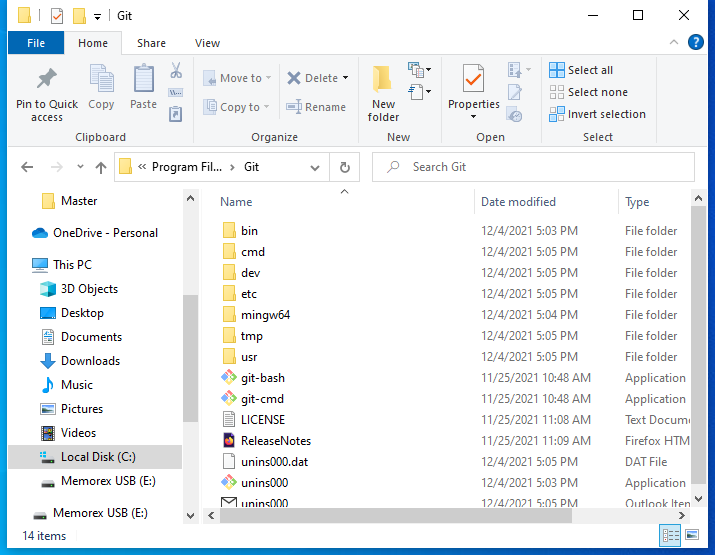 Git
File Home Share View
Pin to Quick access
Copy
Paste
Move to
Copy to
Delete
Rename
New folder
Properties
Select all
Select none
Invert selection
Clipboard Organize New Open Select
« Program Fil... > Git
Search Git
Master
OneDrive - Personal
This PC
3D Objects
Desktop
Documents
Downloads
Music
Pictures
Videos
Local Disk (C:)
Memorex USB (E:)
Memorex USB (E:)
Name Date modified Type
bin 12/4/2021 5:03 PM File folder
cmd 12/4/2021 5:05 PM File folder
dev 12/4/2021 5:05 PM File folder
etc 12/4/2021 5:05 PM File folder
mingw64 12/4/2021 5:04 PM File folder
tmp 12/4/2021 5:05 PM File folder
usr 12/4/2021 5:05 PM File folder
git-bash 11/25/2021 10:48 AM Application
git-cmd 11/25/2021 10:48 AM Application
LICENSE 11/25/2021 11:08 AM Text Docume
ReleaseNotes 11/25/2021 11:09 AM Firefox HTM
unins000.dat 12/4/2021 5:05 PM DAT File
unins000 12/4/2021 5:03 PM Application
unins000 12/4/2021 5:05 PM Outlook Iten
14 items